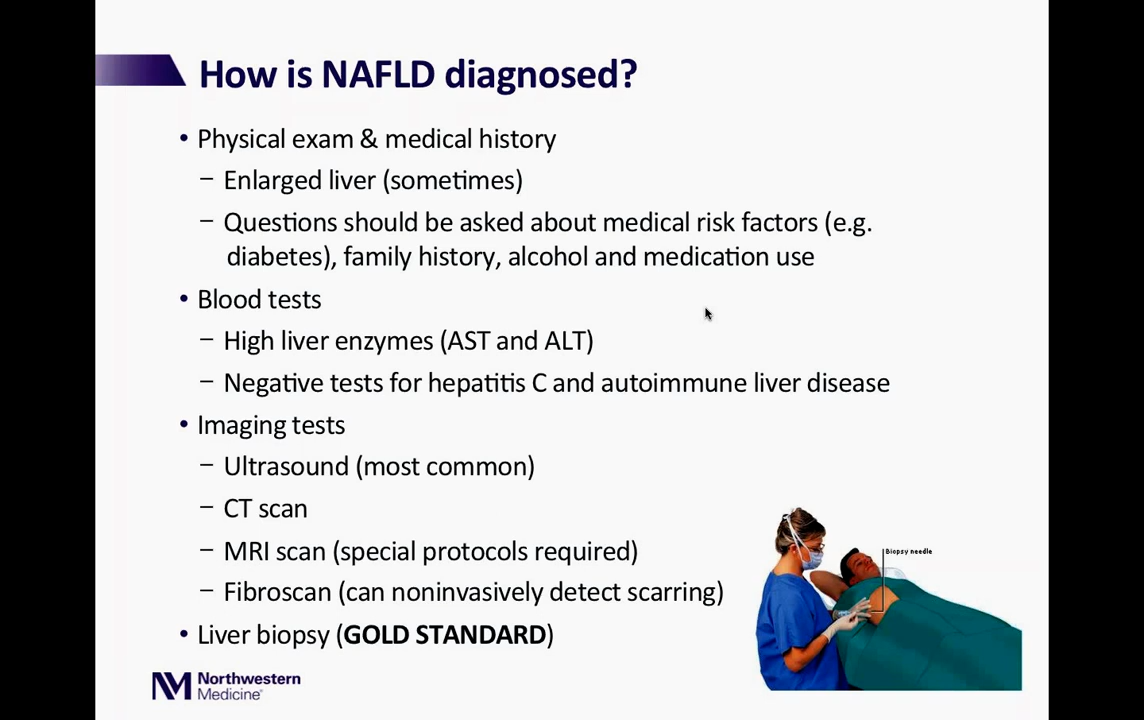 How is NAFLD diagnosed?
• Physical exam & medical history
– Enlarged liver (sometimes)
– Questions should be asked about medical risk factors (e.g.
diabetes), family history, alcohol and medication use
• Blood tests
– High liver enzymes (AST and ALT)
– Negative tests for hepatitis C and autoimmune liver disease
• Imaging tests
– Ultrasound (most common)
– CT scan
– MRI scan (special protocols required)
– Fibroscan (can noninvasively detect scarring)
• Liver biopsy (GOLD STANDARD)
Biopsy needle
Northwestern
Medicine